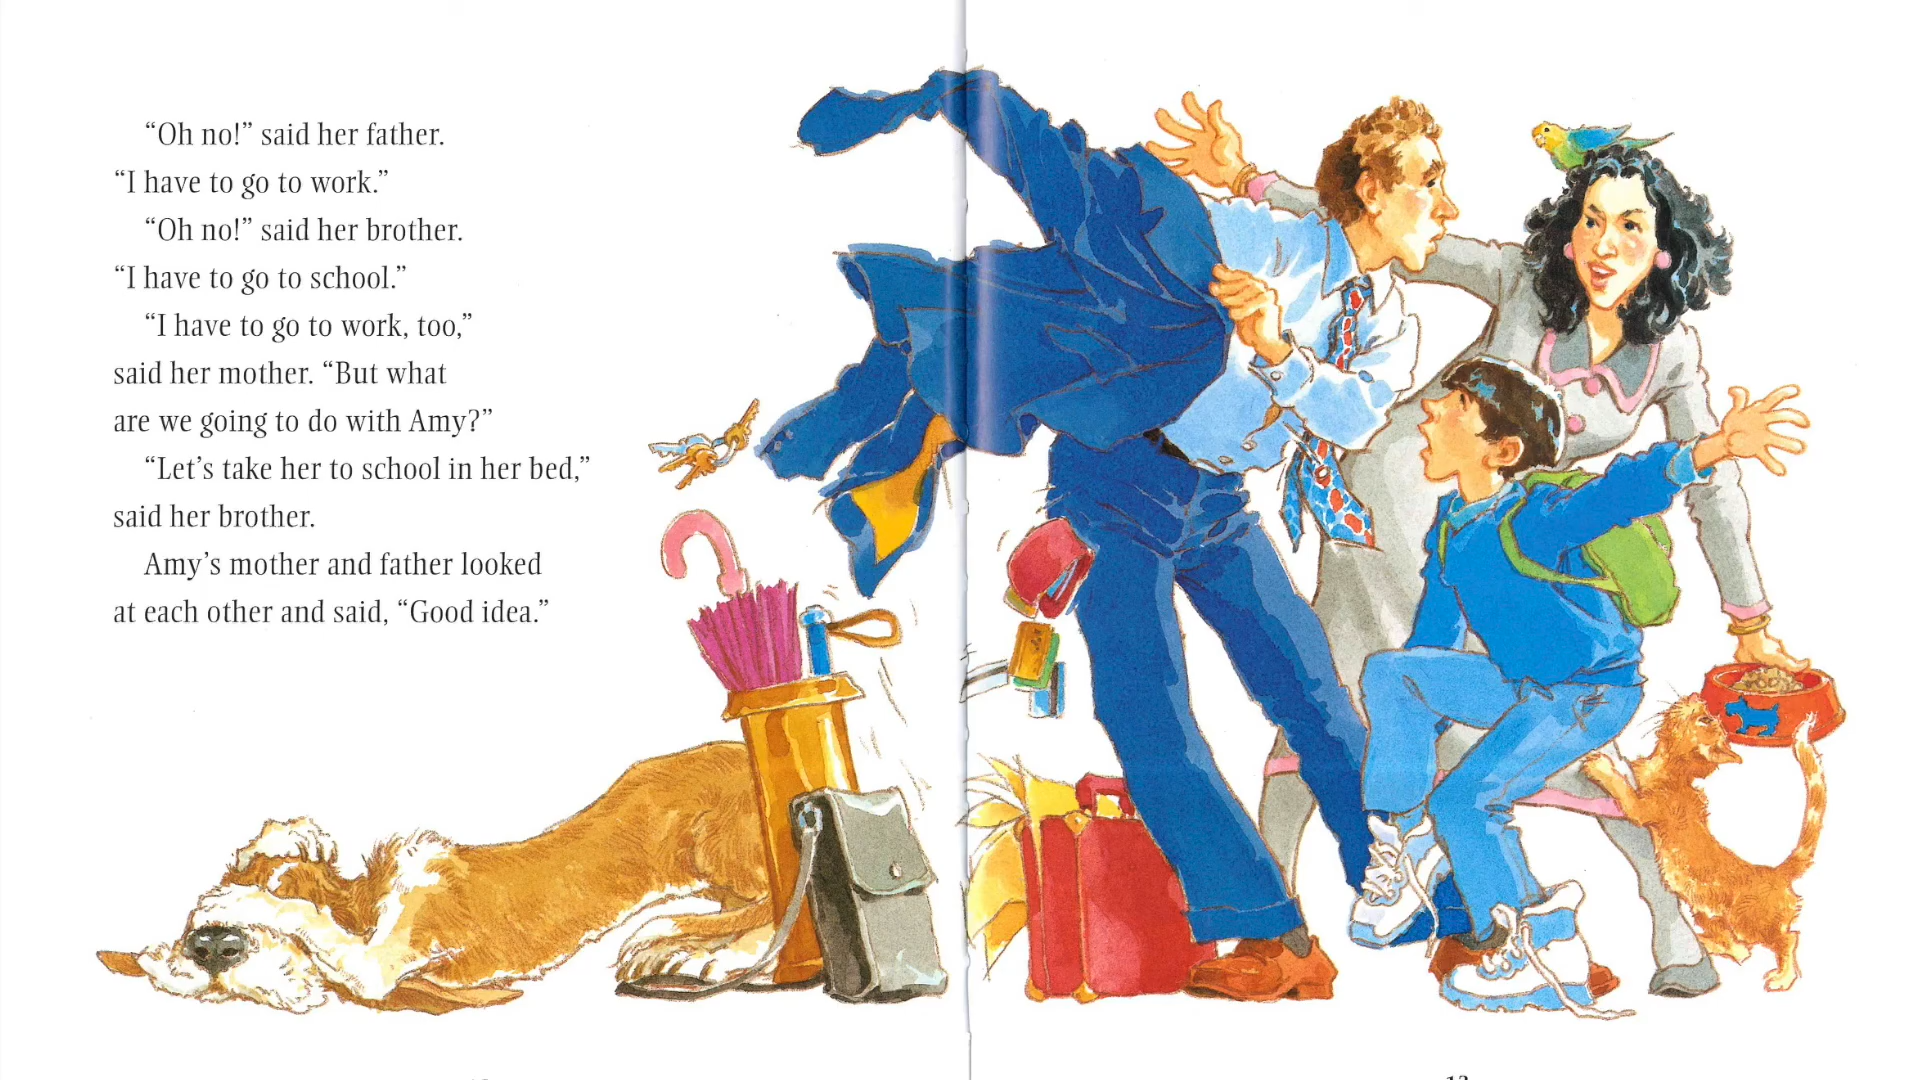 “Oh no!” said her father.
“I have to go to work.”
“Oh no!” said her brother.
“I have to go to school.”
“I have to go to work, too,”
said her mother. “But what
are we going to do with Amy?”
“Let’s take her to school in her bed,”
said her brother.
Amy’s mother and father looked
at each other and said, “Good idea.”